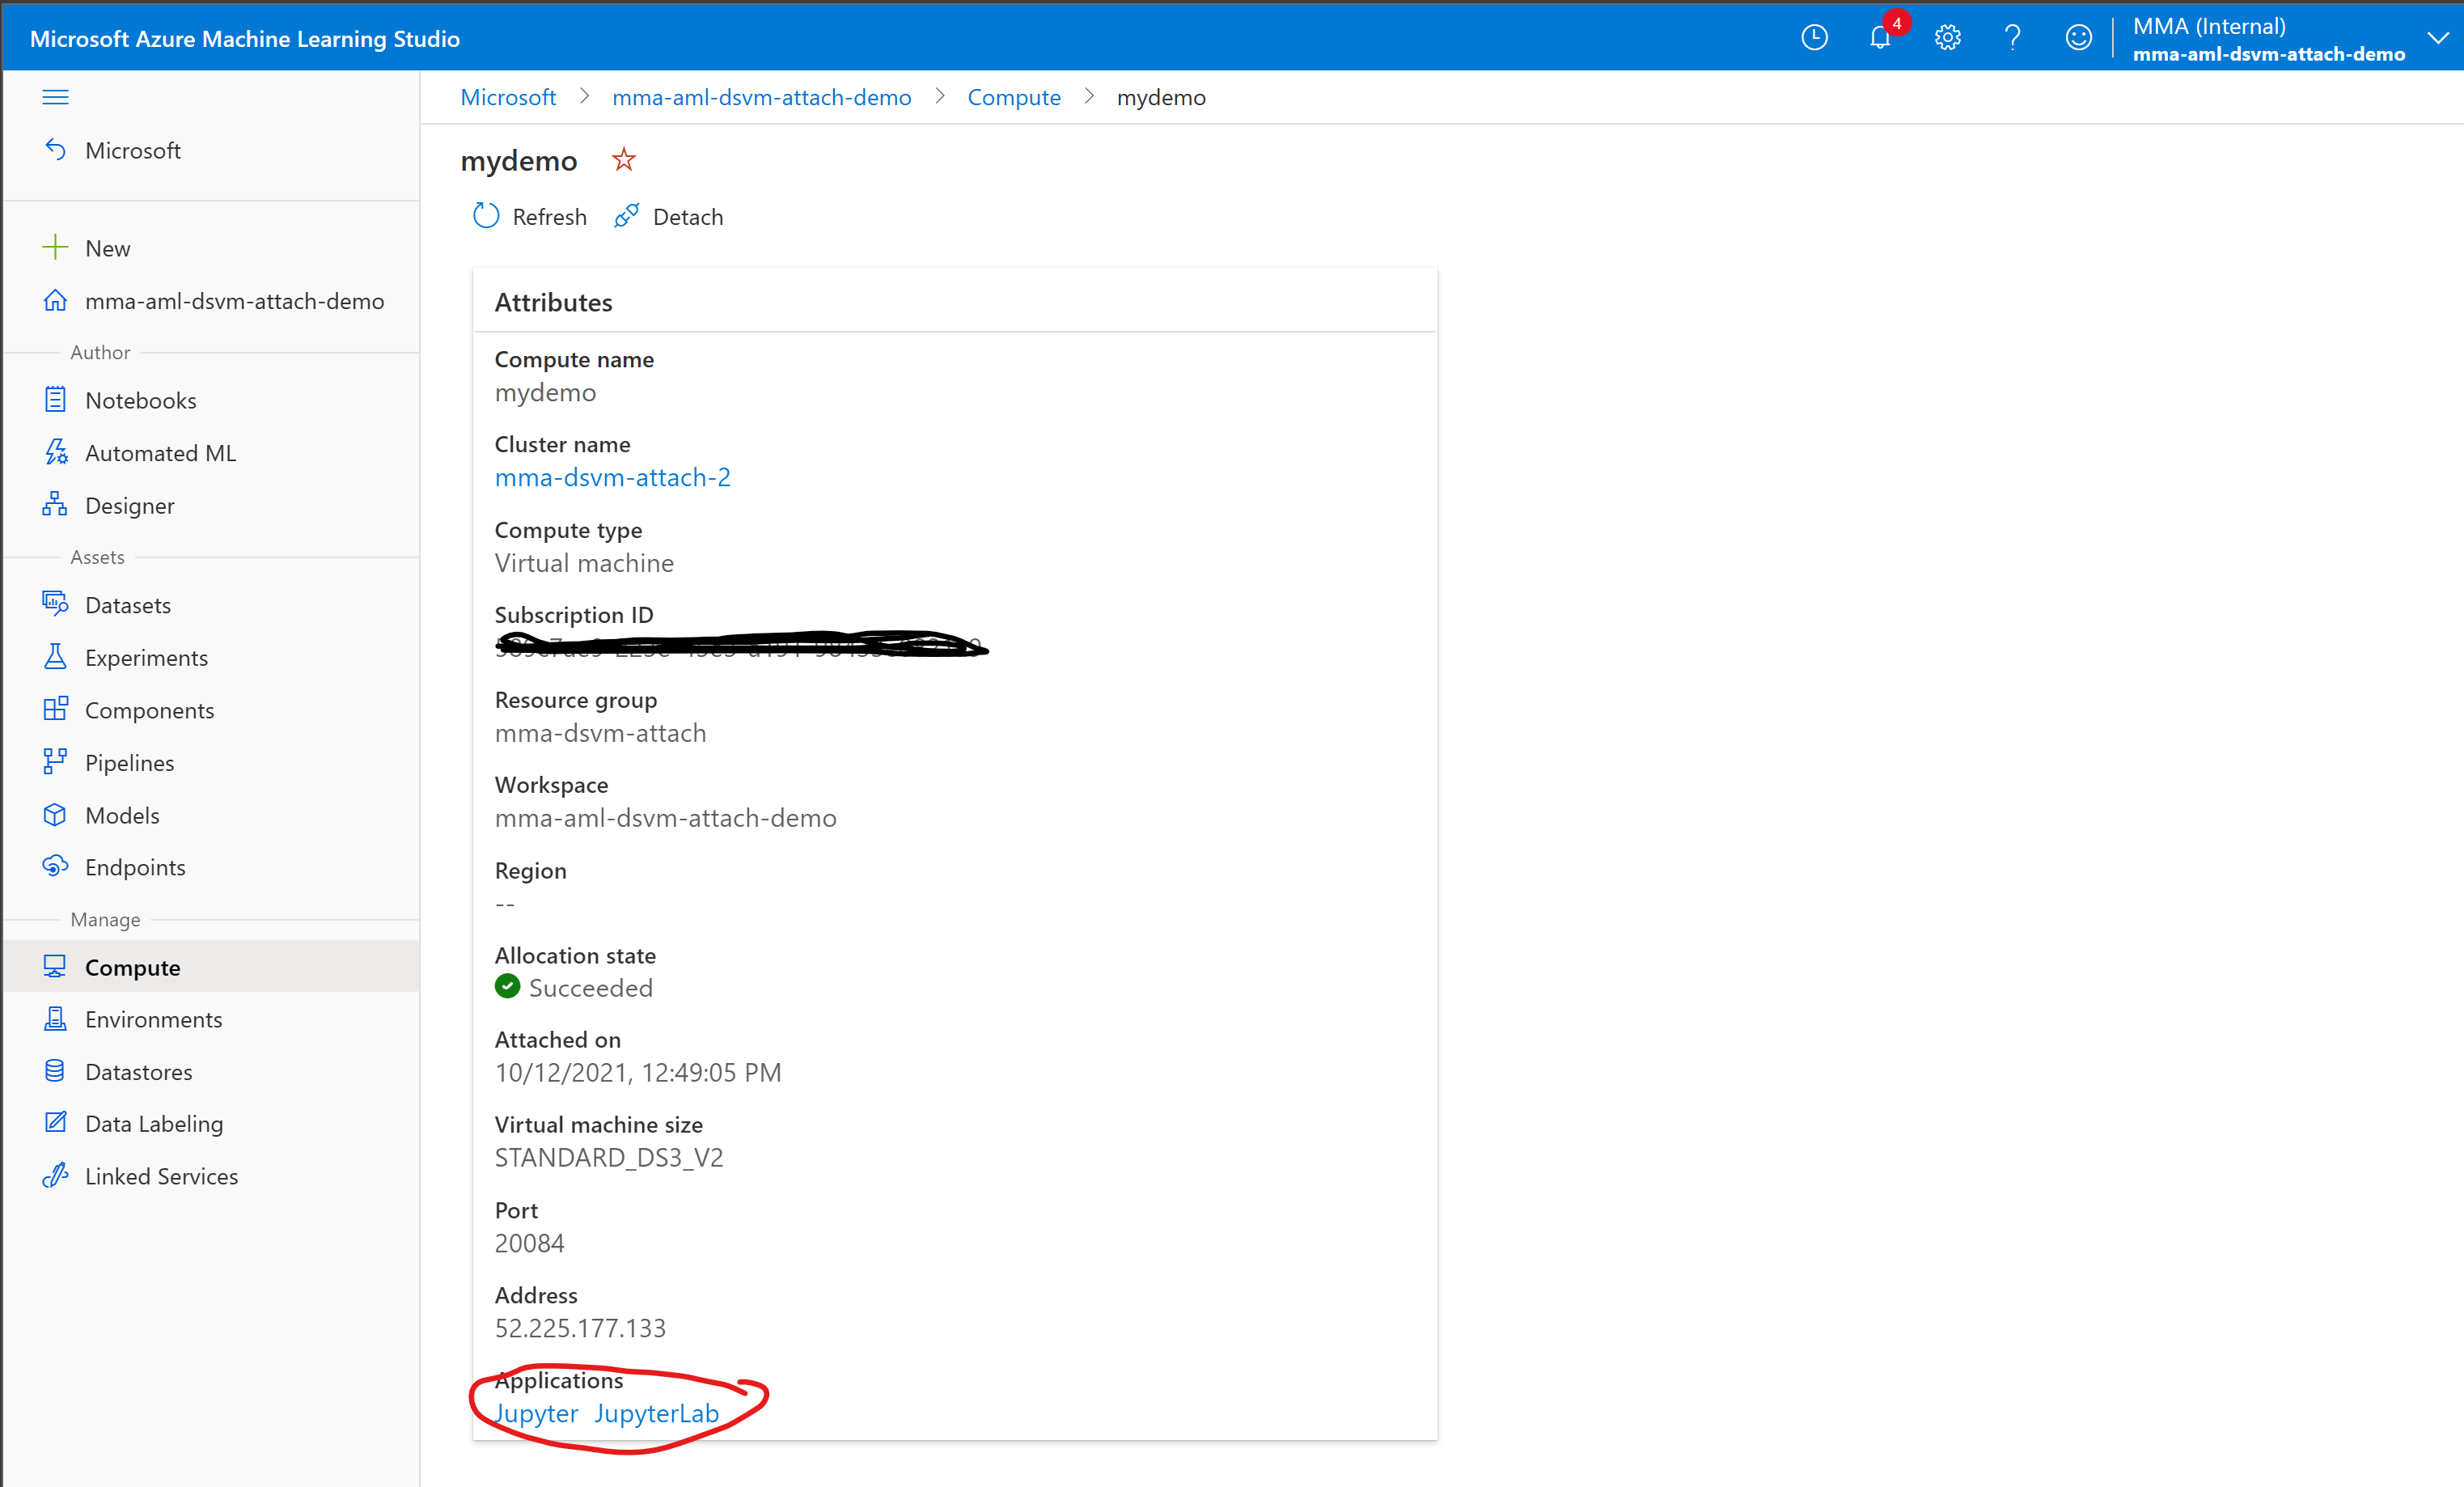 Microsoft Azure Machine Learning Studio
4
MMA (Internal)
mma-aml-dsvm-attach-demo
Microsoft
New
mma-aml-dsvm-attach-demo
Author
Notebooks
Automated ML
Designer
Assets
Datasets
Experiments
Components
Pipelines
Models
Endpoints
Manage
Compute
Environments
Datastores
Data Labeling
Linked Services
Microsoft > mma-aml-dsvm-attach-demo > Compute > mydemo
mydemo
Refresh Detach
Attributes
Compute name
mydemo
Cluster name
mma-dsvm-attach-2
Compute type
Virtual machine
Subscription ID
Resource group
mma-dsvm-attach
Workspace
mma-aml-dsvm-attach-demo
Region
--
Allocation state
Succeeded
Attached on
10/12/2021, 12:49:05 PM
Virtual machine size
STANDARD_DS3_V2
Port
20084
Address
52.225.177.133
Applications
Jupyter JupyterLab